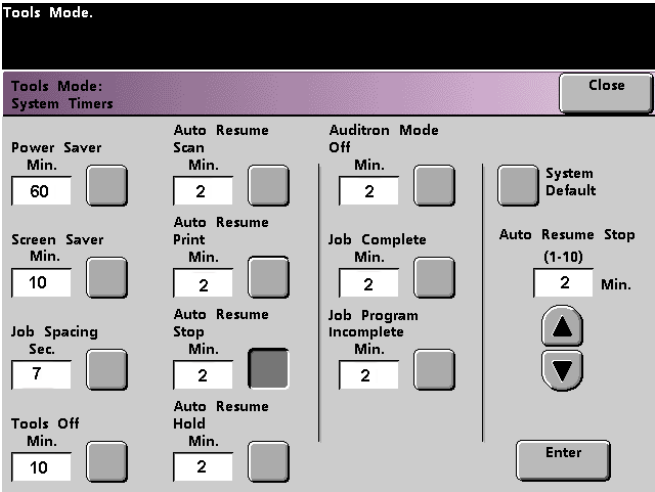 Tools Mode.
Tools Mode:
System Timers
Close
Power Saver
Min.
60
Screen Saver
Min.
10
Job Spacing
Sec.
7
Tools Off
Min.
10
Auto Resume
Scan
Min.
2
Auto Resume
Print
Min.
2
Auto Resume
Stop
Min.
2
Auto Resume
Hold
Min.
2
Auditron Mode
Off
Min.
2
Job Complete
Min.
2
Job Program
Incomplete
Min.
2
System
Default
Auto Resume Stop
(1-10)
2 Min.
Enter